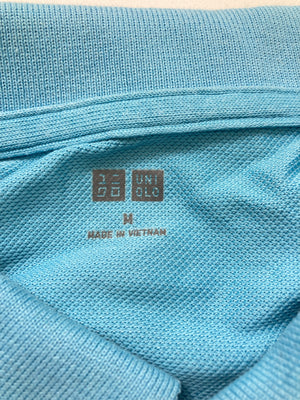 ユニ UNI
クロ QLO
M
MADE IN VIETNAM